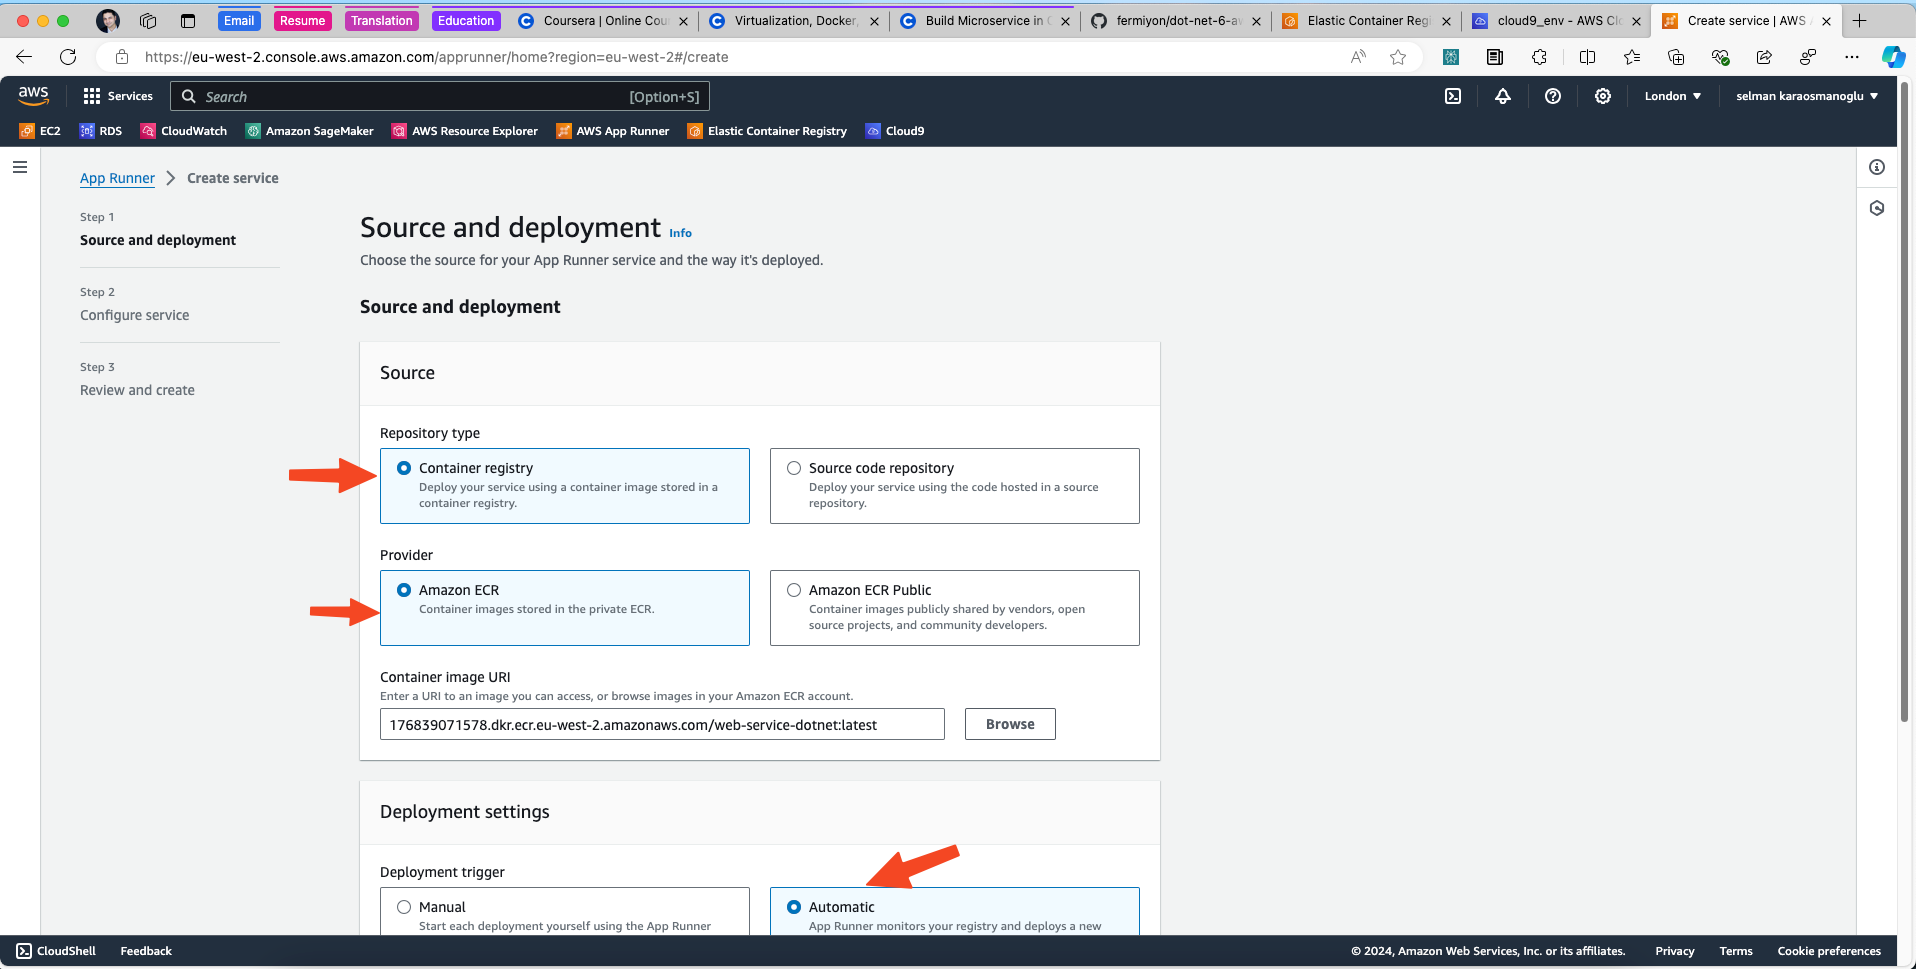 Email
Resume
Translation
Education
Coursera | Online Cou
Virtualization, Docker,
Build Microservice in
fermiyon/dot-net-6-aw
Elastic Container Regi
cloud9_env - AWS Clo
Create service | AWS A
https://eu-west-2.console.aws.amazon.com/apprunner/home?region=eu-west-2#/create
aws
Services
Search
[Option+S]
London
selman karaosmanoglu
EC2
RDS
CloudWatch
Amazon SageMaker
AWS Resource Explorer
AWS App Runner
Elastic Container Registry
Cloud9
App Runner
Create service
Step 1
Source and deployment
Step 2
Configure service
Step 3
Review and create
Source and deployment Info
Choose the source for your App Runner service and the way it's deployed.
Source and deployment
Source
Repository type
Container registry
Deploy your service using a container image stored in a
container registry.
Source code repository
Deploy your service using the code hosted in a source
repository.
Provider
Amazon ECR
Container images stored in the private ECR.
Amazon ECR Public
Container images publicly shared by vendors, open
source projects, and community developers.
Container image URI
Enter a URI to an image you can access, or browse images in your Amazon ECR account.
176839071578.dkr.ecr.eu-west-2.amazonaws.com/web-service-dotnet:latest
Browse
Deployment settings
Deployment trigger
Manual
Start each deployment yourself using the App Runner
Automatic
App Runner monitors your registry and deploys a new
CloudShell
Feedback
© 2024, Amazon Web Services, Inc. or its affiliates.
Privacy
Terms
Cookie preferences